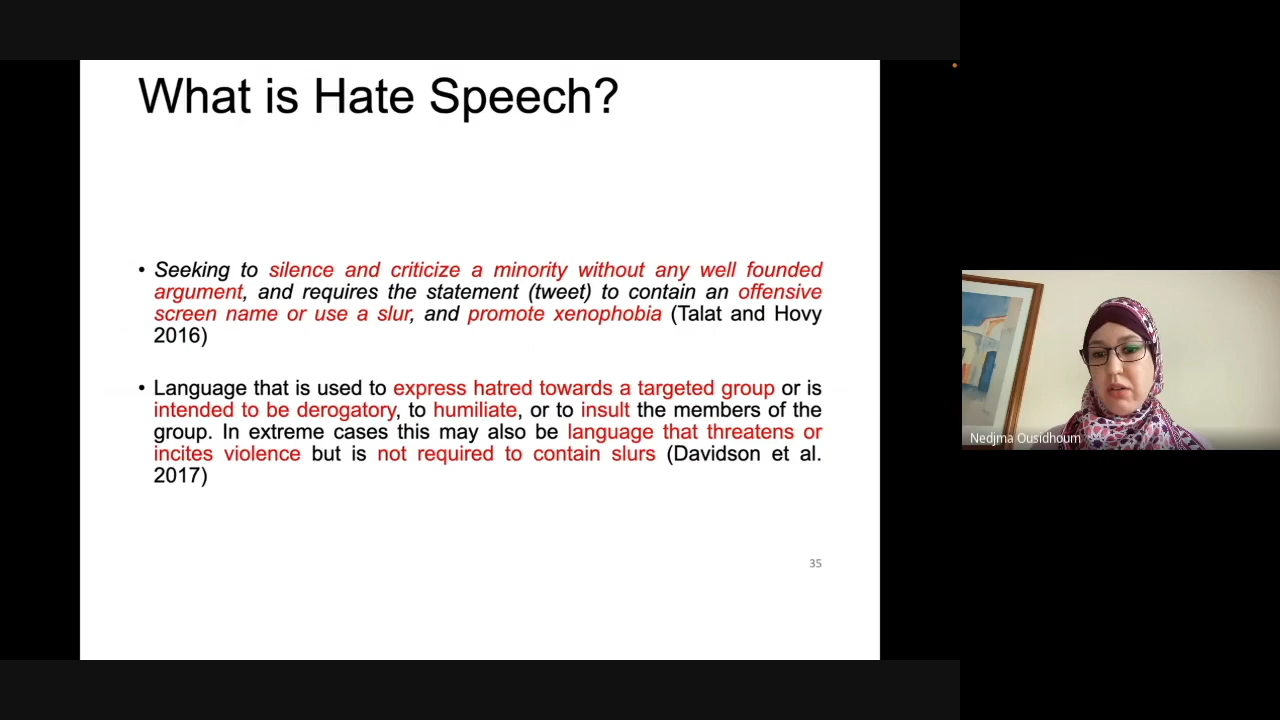 What is Hate Speech?
• Seeking to silence and criticize a minority without any well founded
argument, and requires the statement (tweet) to contain an offensive
screen name or use a slur, and promote xenophobia (Talat and Hovy
2016)
• Language that is used to express hatred towards a targeted group or is
intended to be derogatory, to humiliate, or to insult the members of the
group. In extreme cases this may also be language that threatens or
incites violence but is not required to contain slurs (Davidson et al.
2017)
35
Nedjma Ousidhoum